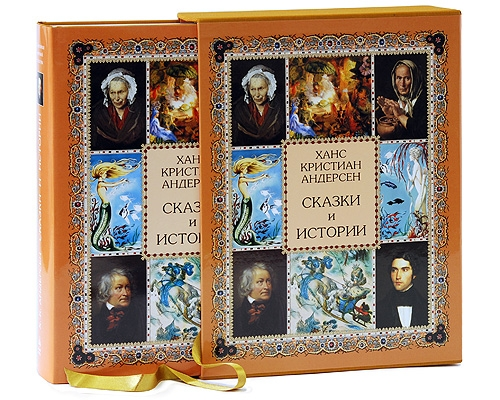 ХАНС
КРИСТИАН
АНДЕРСЕН
СКАЗКИ
и
ИСТОРИИ
ХАНС
КРИСТИАН
АНДЕРСЕН
СКАЗКИ
и
ИСТОРИИ